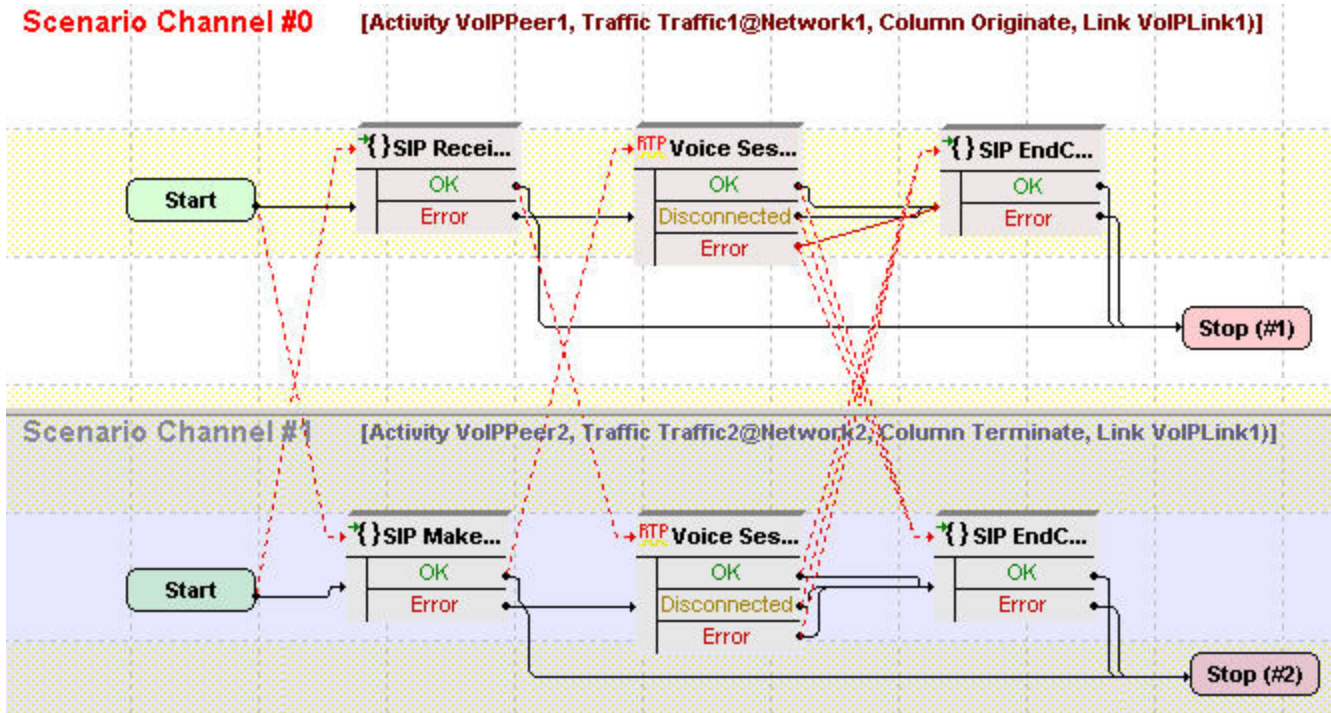 Scenario Channel #0 [Activity VoIPPeer1, Traffic Traffic1@Network1, Column Originate, Link VoIPLink1)]
{}SIP Recei...
RTP Voice Ses...
{} SIP EndC...
Start
OK
Error
OK
Disconnected
Error
OK
Error
Stop (#1)
Scenario Channel #1 [Activity VoIPPeer2, Traffic Traffic2@Network2, Column Terminate, Link VoIPLink1)]
{}SIP Make...
RTP Voice Ses...
{} SIP EndC...
Start
OK
Error
OK
Disconnected
Error
OK
Error
Stop (#2)